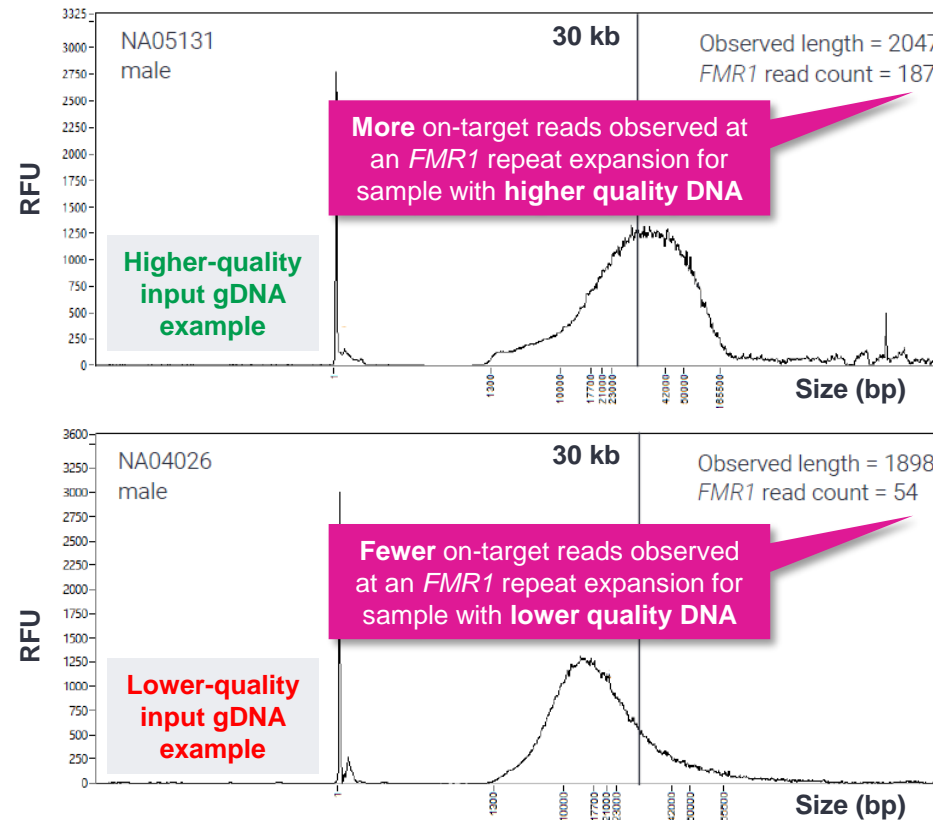 3325
3000
2750
2500
2250
2000
1750
1500
1250
1000
750
500
250
0
RFU
NA05131
male
30 kb
Observed length = 2047
FMR1 read count = 187
More on-target reads observed at
an FMR1 repeat expansion for
sample with higher quality DNA
Higher-quality
input gDNA
example
1
1300
10000
17700
21000
23000
42000
50000
165500
Size (bp)
3600
3250
3000
2750
2500
2250
2000
1750
1500
1250
1000
750
500
250
0
RFU
NA04026
male
30 kb
Observed length = 1898
FMR1 read count = 54
Fewer on-target reads observed
at an FMR1 repeat expansion for
sample with lower quality DNA
Lower-quality
input gDNA
example
1
1300
10000
17700
21000
23000
42000
Size (bp)